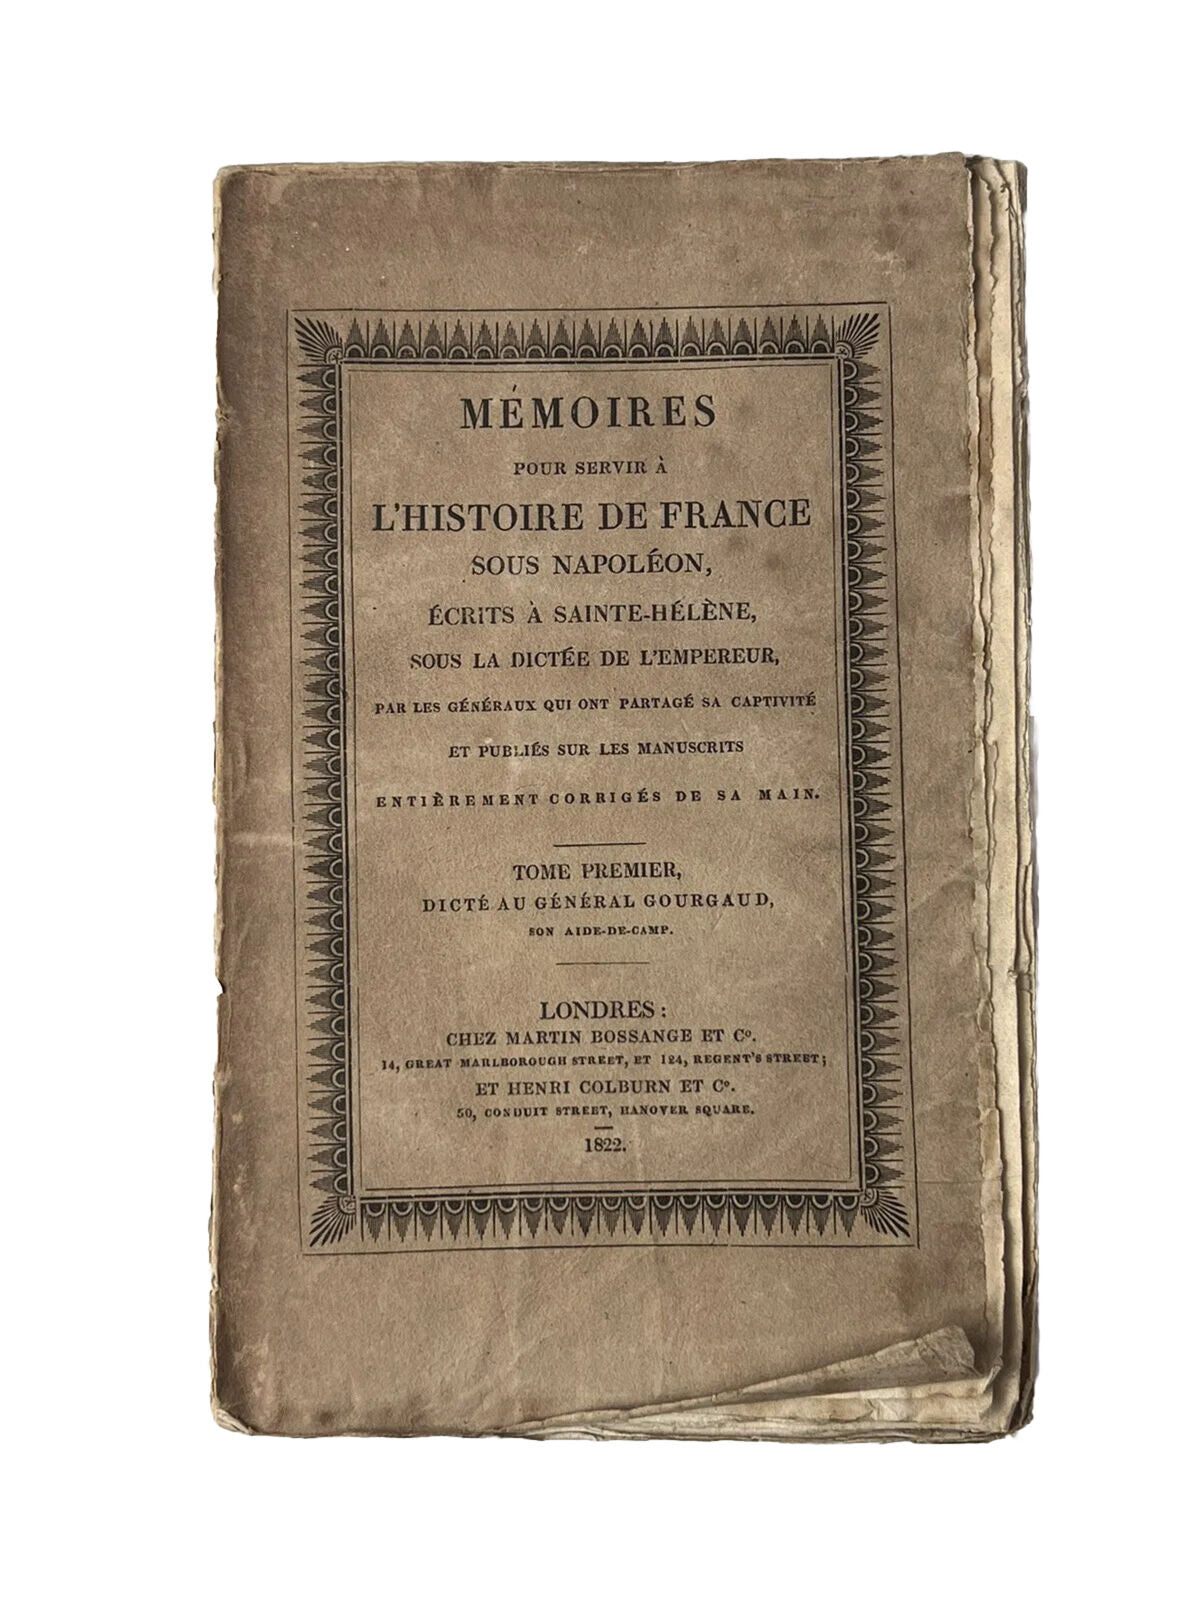 MÉMOIRES
POUR SERVIR À
L'HISTOIRE DE FRANCE
SOUS NAPOLÉON,
ÉCRITS À SAINTE-HÉLÈNE,
SOUS LA DICTÉE DE L'EMPEREUR,
PAR LES GÉNÉRAUX QUI ONT PARTAGÉ SA CAPTIVITÉ
ET PUBLIÉS SUR LES MANUSCRITS
ENTIÈREMENT CORRIGÉS DE SA MAIN.
TOME PREMIER,
DICTÉ AU GÉNÉRAL GOURGAUD,
SON AIDE-DE-CAMP.
LONDRES:
CHEZ MARTIN BOSSANGE ET Co.
14, GREAT MARLBOROUGH STREET, ET 124, REGENT'S STREET;
ET HENRI COLBURN ET Co.
50, CONDUIT STREET, HANOVER SQUARE.
1822.